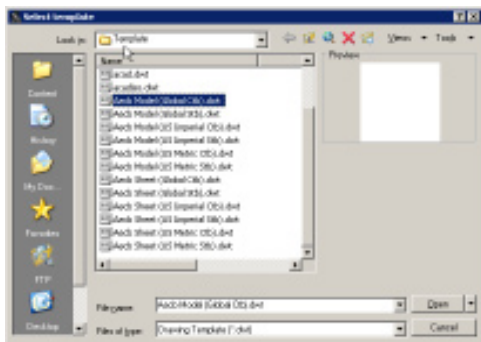 Select template
Look in: Template
Views Tools
Name
Preview
acad.dwt
acadiso.dwt
Aecb Model (Global Ctb).dwt
Aecb Model (Global Stb).dwt
Aecb Model (US Imperial Ctb).dwt
Aecb Model (US Imperial Stb).dwt
Aecb Model (US Metric Ctb).dwt
Aecb Model (US Metric Stb).dwt
Aecb Sheet (Global Ctb).dwt
Aecb Sheet (Global Stb).dwt
Aecb Sheet (US Imperial Ctb).dwt
Aecb Sheet (US Imperial Stb).dwt
Aecb Sheet (US Metric Ctb).dwt
Aecb Sheet (US Metric Stb).dwt
Content
History
My Doc...
Favorites
FTP
Desktop
File name: Aecb Model (Global Ctb).dwt
Open
Files of type: Drawing Template (*.dwt)
Cancel